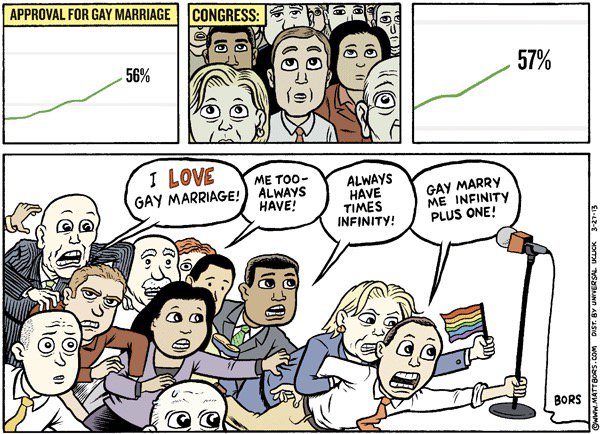 APPROVAL FOR GAY MARRIAGE
56%
CONGRESS:
57%
I LOVE
GAY MARRIAGE!
ME TOO-
ALWAYS
HAVE!
ALWAYS
HAVE
TIMES
INFINITY!
GAY MARRY
ME INFINITY
PLUS ONE!
BORS
©WWW.MATTBORS.COM DIST. BY UNIVERSAL UCLICK 3-27-13